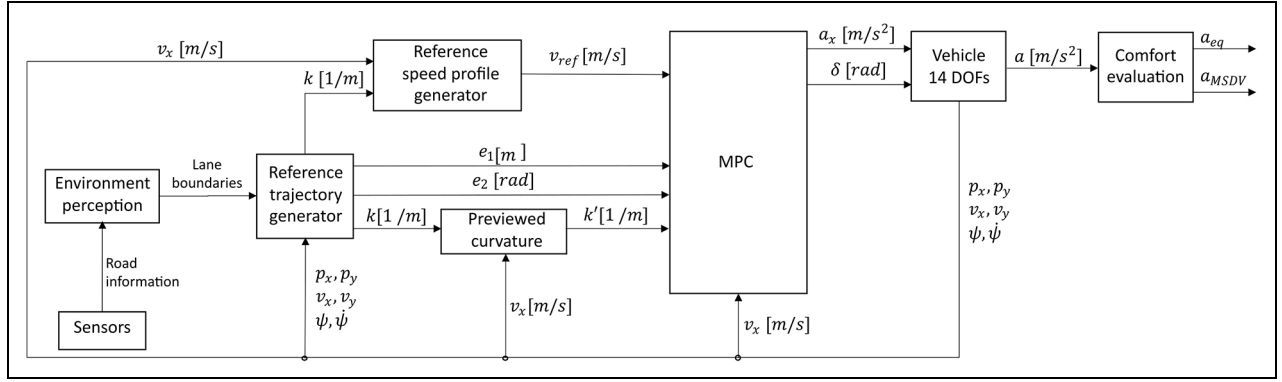 v_x [m/s]
k [1/m]
Reference
speed profile
generator
v_ref [m/s]
a_x [m/s²]
δ [rad]
Vehicle
14 DOFs
a [m/s²]
Comfort
evaluation
a_eq
a_MSDV
MPC
Environment
perception
Lane
boundaries
Reference
trajectory
generator
e_1[m ]
e_2 [rad]
k[1 /m]
Previewed
curvature
k′[1 /m]
p_x, p_y
v_x, v_y
ψ, ψ̇
Road
information
Sensors
p_x, p_y
v_x, v_y
ψ, ψ̇
v_x[m/s]
v_x [m/s]